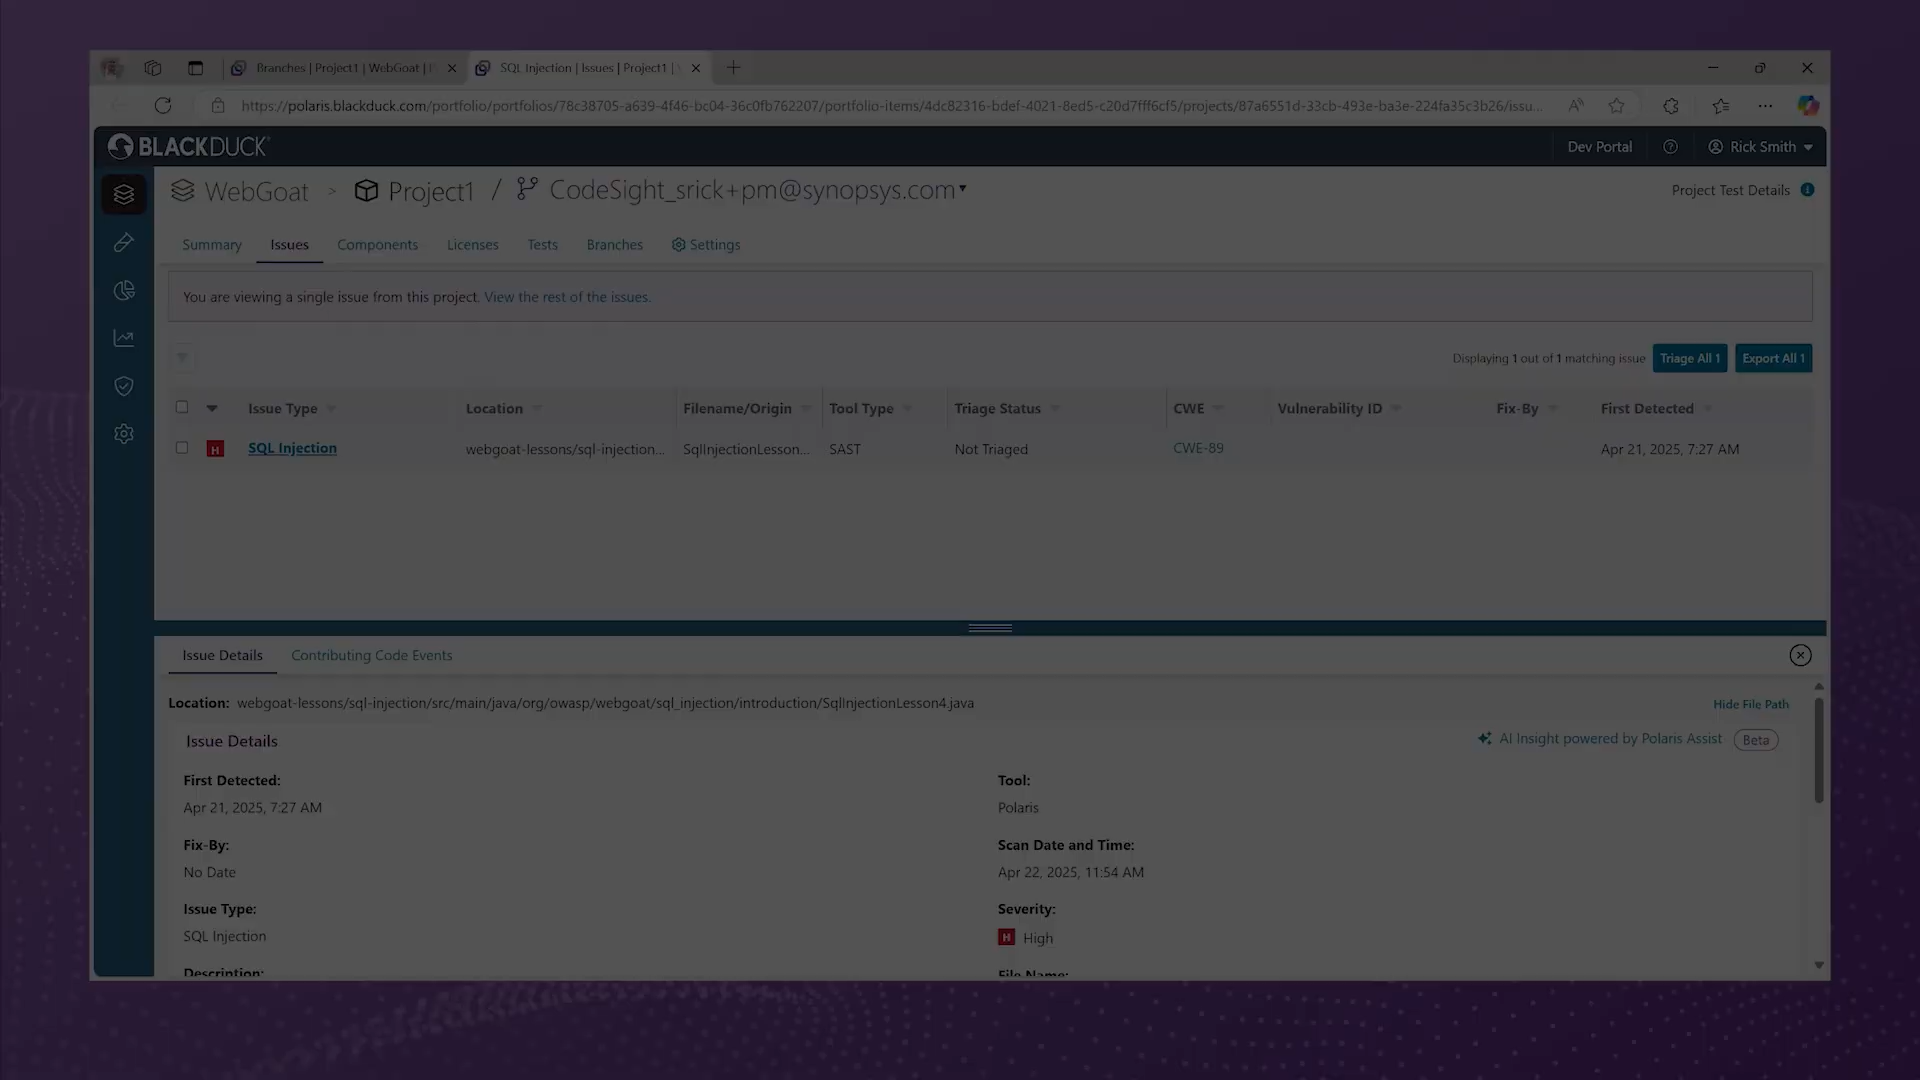 Branches | Project1 | WebGoat |
SQL Injection | Issues | Project1 |
https://polaris.blackduck.com/portfolio/portfolios/78c38705-a639-4f46-bc04-36c0fb762207/portfolio-items/4dc82316-bdef-4021-8ed5-c20d7fff6cf5/projects/87a6551d-33cb-493e-ba3e-224fa35c3b26/issu...
BLACKDUCK
Dev Portal
Rick Smith
WebGoat > Project1 / CodeSight_srick+pm@synopsys.com
Project Test Details
Summary Issues Components Licenses Tests Branches Settings
You are viewing a single issue from this project. View the rest of the issues.
Displaying 1 out of 1 matching issue Triage All 1 Export All 1
Issue Type Location Filename/Origin Tool Type Triage Status CWE Vulnerability ID Fix-By First Detected
H SQL Injection webgoat-lessons/sql-injection... SqlInjectionLesson... SAST Not Triaged CWE-89 Apr 21, 2025, 7:27 AM
Issue Details Contributing Code Events
Location: webgoat-lessons/sql-injection/src/main/java/org/owasp/webgoat/sql_injection/introduction/SqlInjectionLesson4.java
Hide File Path
Issue Details
AI Insight powered by Polaris Assist Beta
First Detected:
Apr 21, 2025, 7:27 AM
Tool:
Polaris
Fix-By:
No Date
Scan Date and Time:
Apr 22, 2025, 11:54 AM
Issue Type:
SQL Injection
Severity:
H High
Description:
File Name: